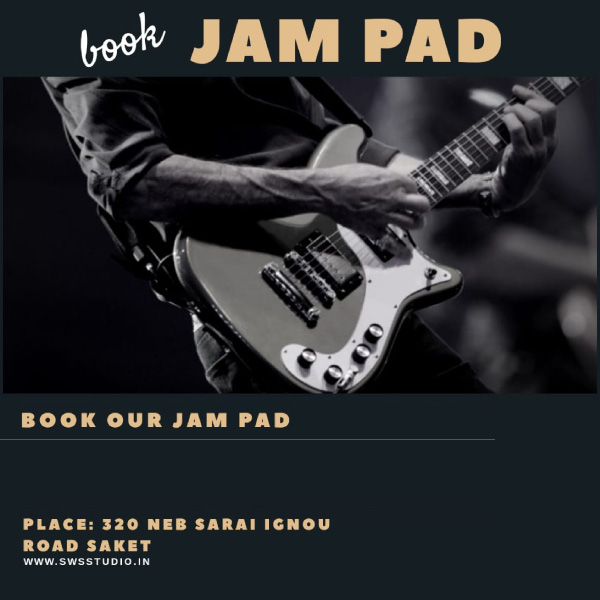 book JAM PAD
BOOK OUR JAM PAD
PLACE: 320 NEB SARAI IGNOU
ROAD SAKET
WWW.SWSSTUDIO.IN